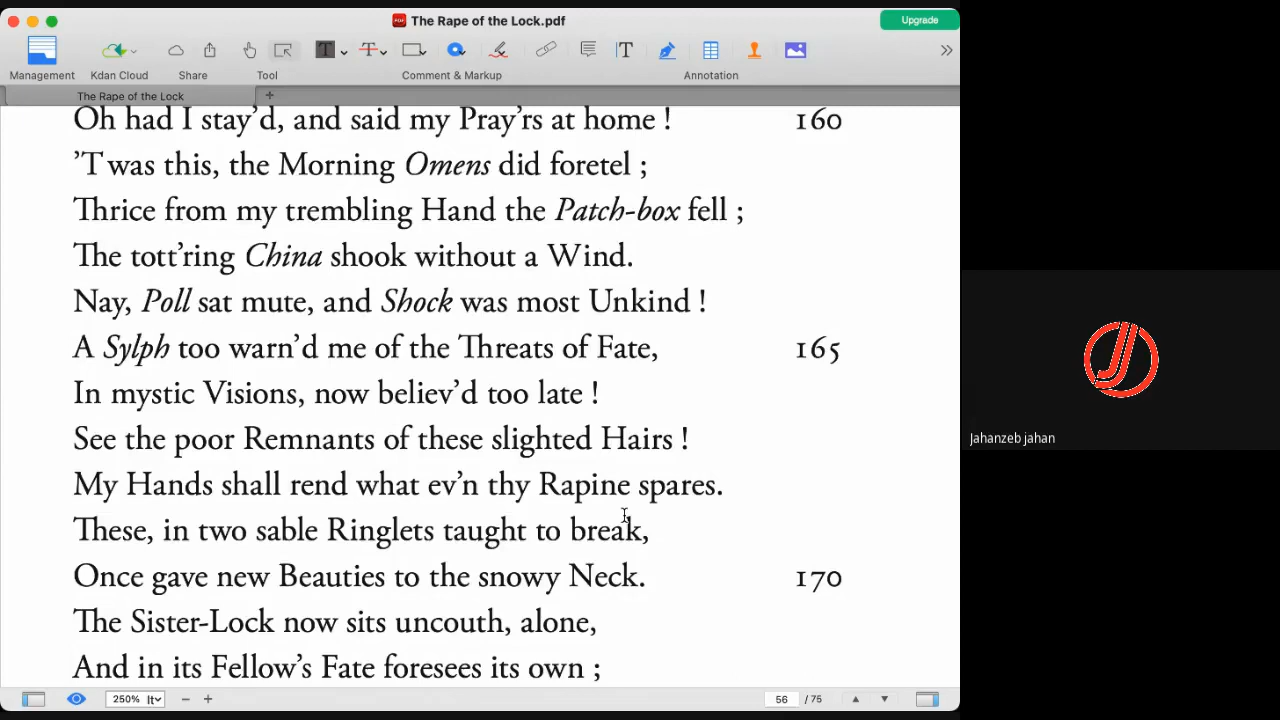 The Rape of the Lock.pdf
Upgrade
Management
Kdan Cloud
Share
Tool
Comment & Markup
Annotation
The Rape of the Lock
Oh had I stay’d, and said my Pray’rs at home ! 160
’Twas this, the Morning Omens did foretel ;
Thrice from my trembling Hand the Patch-box fell ;
The tott’ring China shook without a Wind.
Nay, Poll sat mute, and Shock was most Unkind !
A Sylph too warn’d me of the Threats of Fate, 165
In mystic Visions, now believ’d too late !
See the poor Remnants of these slighted Hairs !
My Hands shall rend what ev’n thy Rapine spares.
These, in two sable Ringlets taught to break,
Once gave new Beauties to the snowy Neck. 170
The Sister-Lock now sits uncouth, alone,
And in its Fellow’s Fate foresees its own ;
250%
56 / 75
Jahanzeb jahan